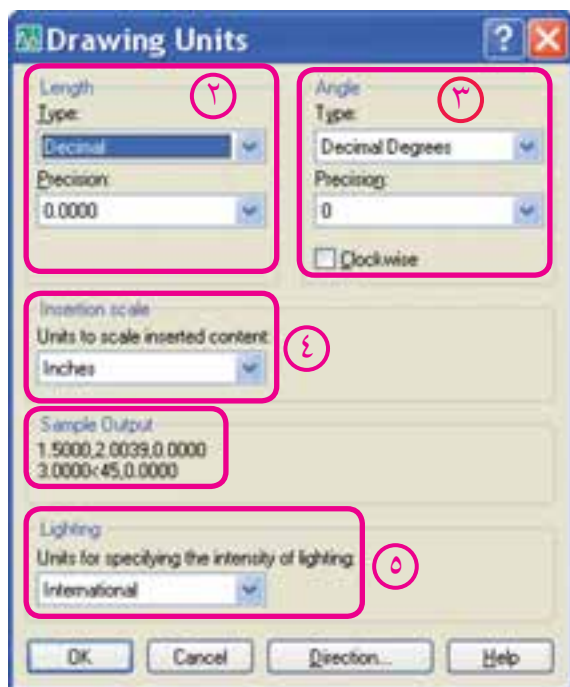 Drawing Units
Length
٢
Type:
Decimal
Precision:
0.0000
Angle
٣
Type:
Decimal Degrees
Precision:
0
Clockwise
Insertion scale
Units to scale inserted content:
Inches
٤
Sample Output
1.5000,2.0039,0.0000
3.0000<45,0.0000
Lighting
Units for specifying the intensity of lighting:
International
٥
OK
Cancel
Direction...
Help